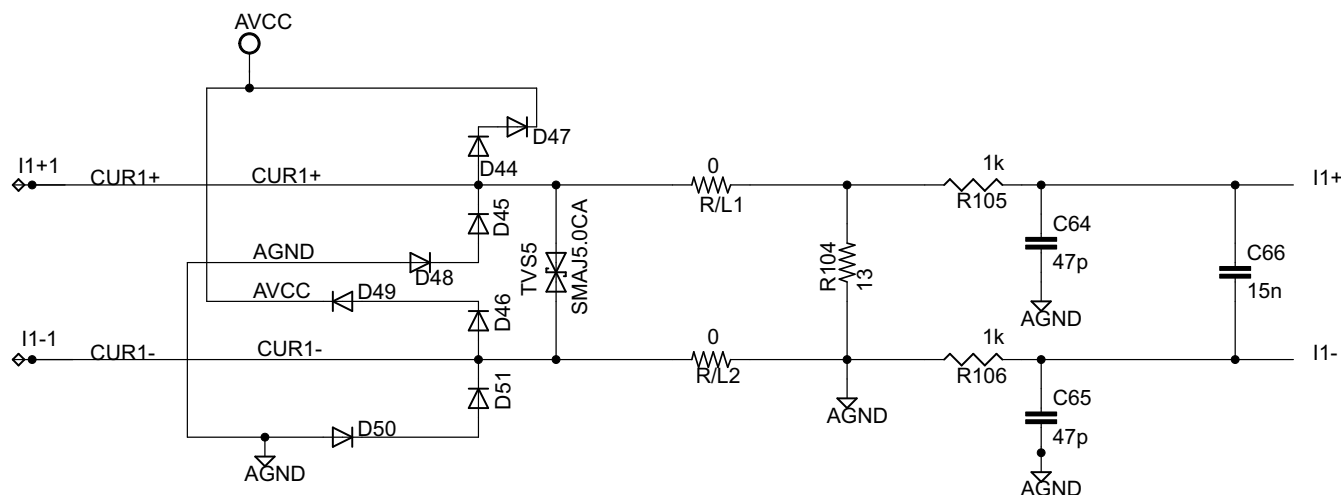 AVCC
D47
D44
I1+1
CUR1+
CUR1+
0
R/L1
1k
R105
I1+
D45
TVS5
SMAJ5.0CA
AGND
D48
R104
13
C64
47p
AGND
C66
15n
AVCC
D49
D46
I1-1
CUR1-
CUR1-
0
R/L2
1k
R106
I1-
D51
AGND
C65
47p
D50
AGND
AGND